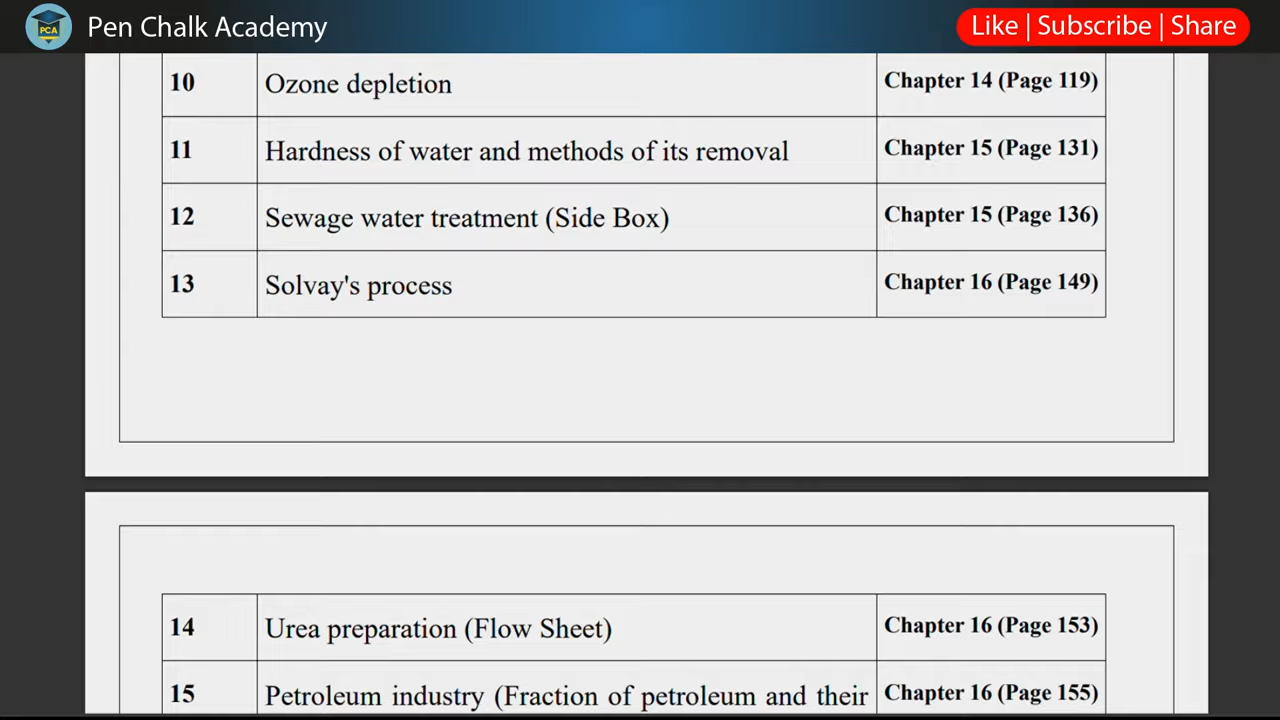 PCA Pen Chalk Academy Like | Subscribe | Share
10 Ozone depletion Chapter 14 (Page 119)
11 Hardness of water and methods of its removal Chapter 15 (Page 131)
12 Sewage water treatment (Side Box) Chapter 15 (Page 136)
13 Solvay's process Chapter 16 (Page 149)
14 Urea preparation (Flow Sheet) Chapter 16 (Page 153)
15 Petroleum industry (Fraction of petroleum and their Chapter 16 (Page 155)